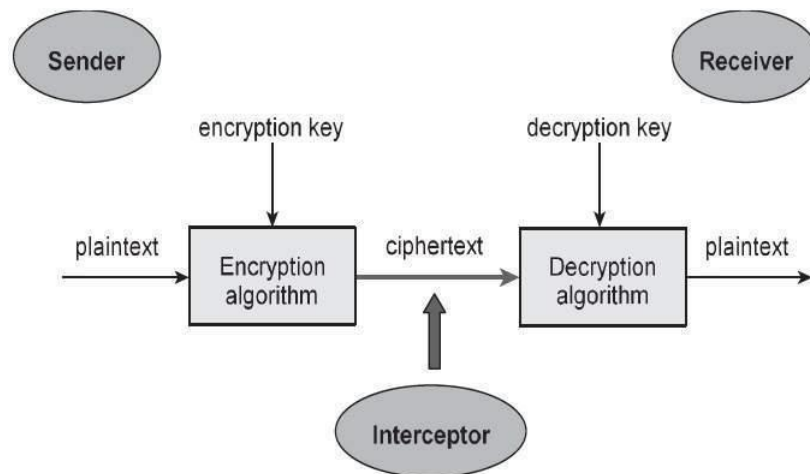 Sender
Receiver
encryption key
decryption key
plaintext
Encryption
algorithm
ciphertext
Decryption
algorithm
plaintext
Interceptor